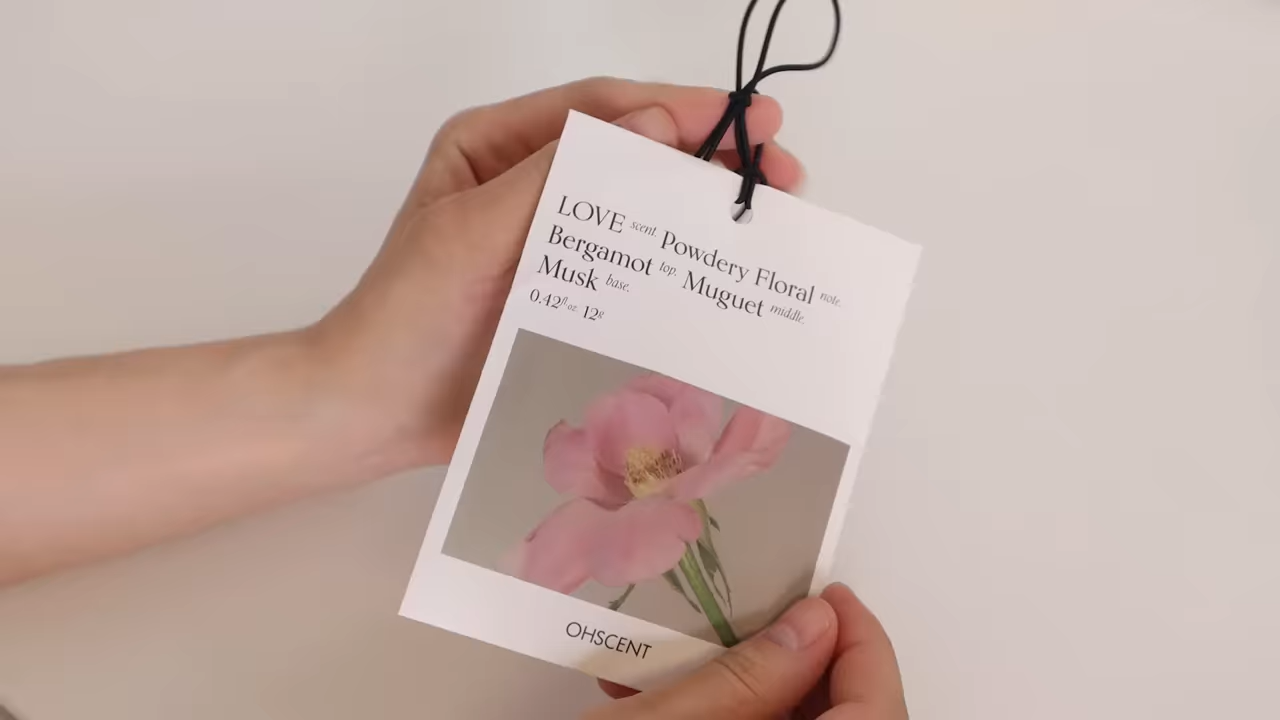 LOVE scent. Powdery Floral note.
Bergamot top. Muguet middle.
Musk base.
0.42fl oz. 12g
OHSCENT